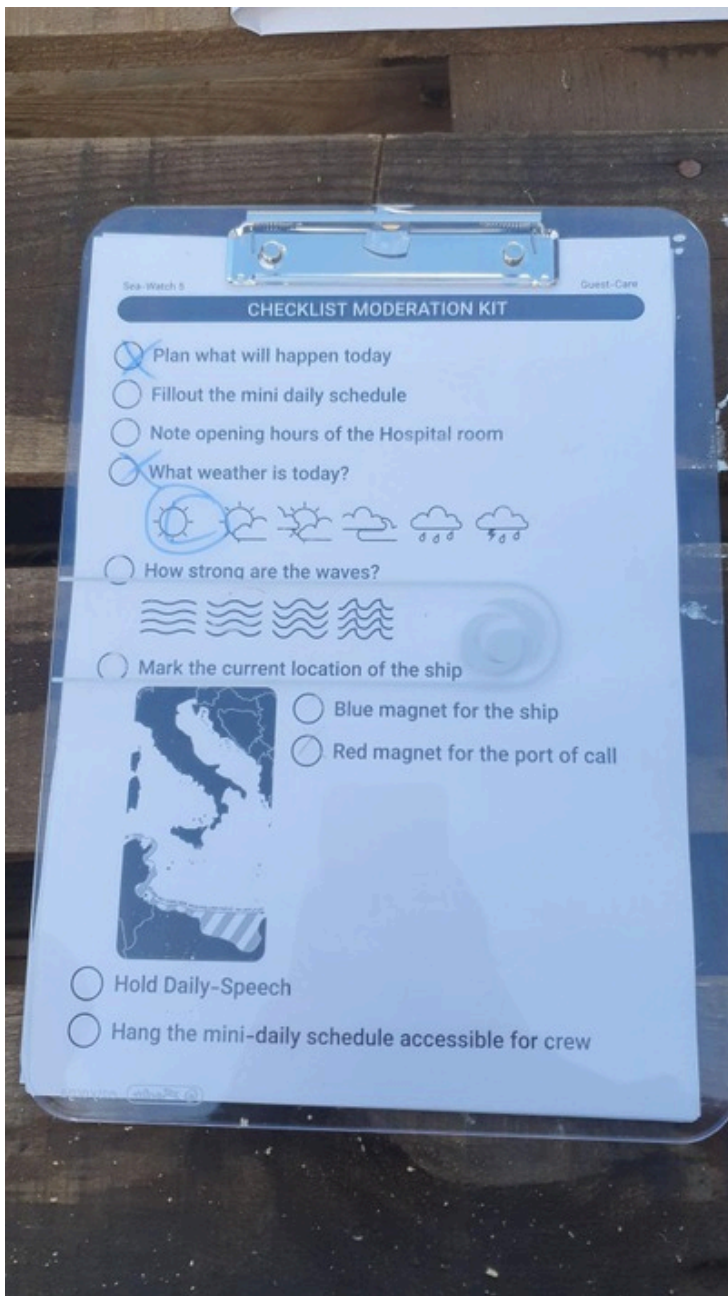 Sea-Watch 5
Guest-Care
CHECKLIST MODERATION KIT
Plan what will happen today
Fillout the mini daily schedule
Note opening hours of the Hospital room
What weather is today?
How strong are the waves?
Mark the current location of the ship
Blue magnet for the ship
Red magnet for the port of call
Hold Daily-Speech
Hang the mini-daily schedule accessible for crew